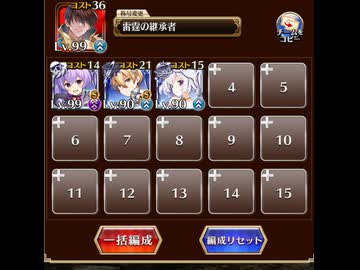 コスト36
称号変更
雷霆の継承者
チームを
コピー
Lv.99
コスト14
コスト21
コスト15
Lv.99
Lv.90
Lv.90
4
5
6
7
8
9
10
11
12
13
14
15
一括編成
編成リセット